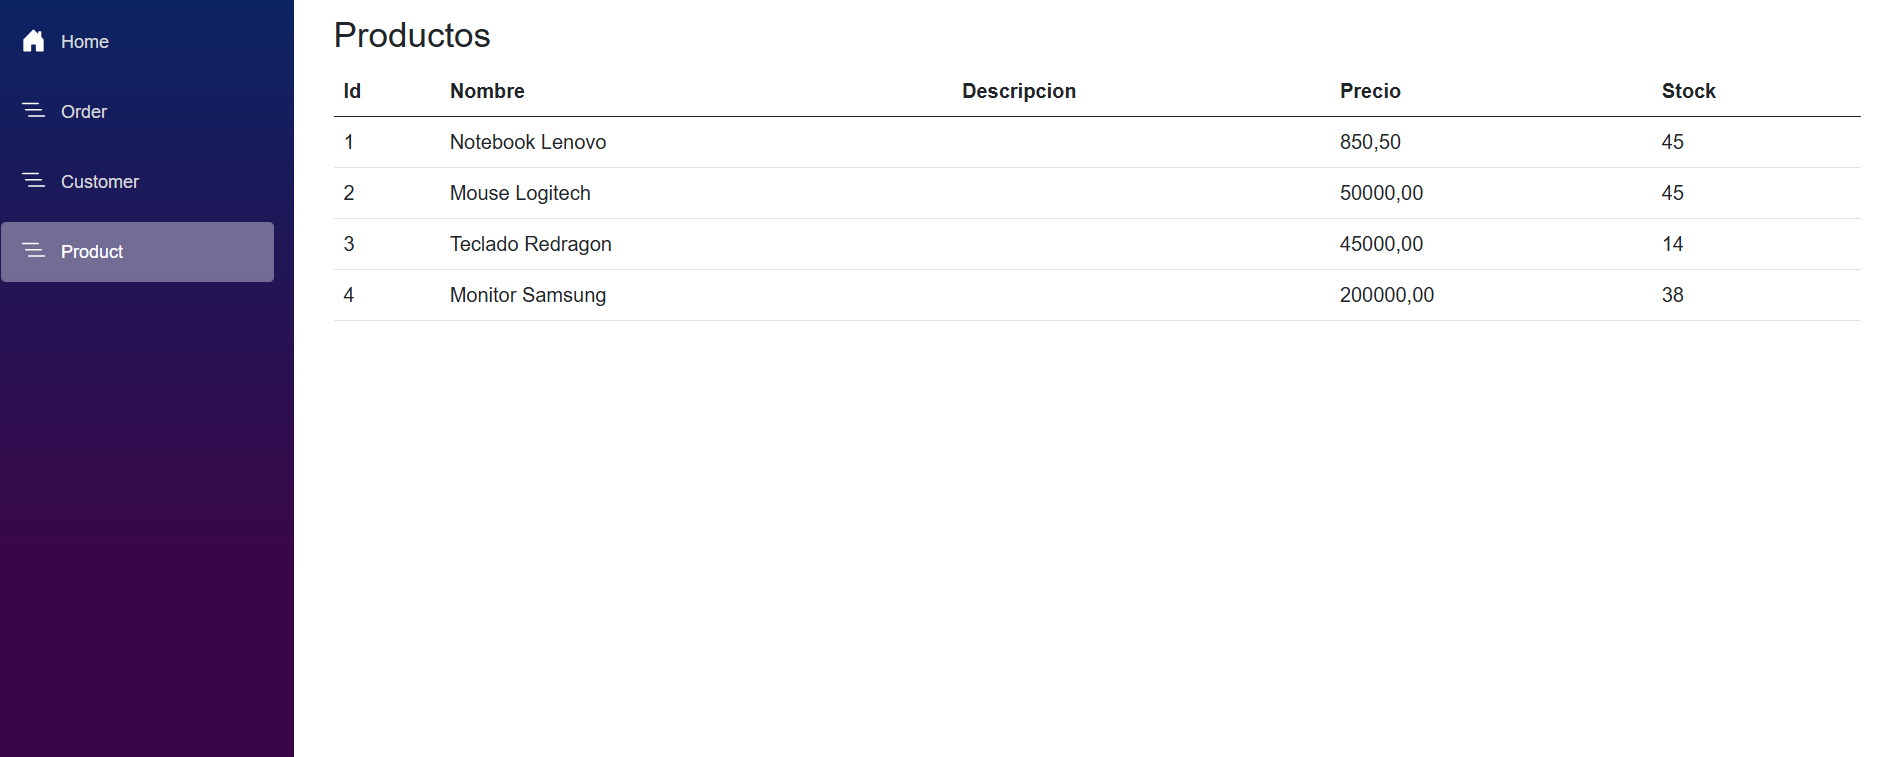 Home
Order
Customer
Product
Productos
Id Nombre Descripcion Precio Stock
1 Notebook Lenovo 850,50 45
2 Mouse Logitech 50000,00 45
3 Teclado Redragon 45000,00 14
4 Monitor Samsung 200000,00 38